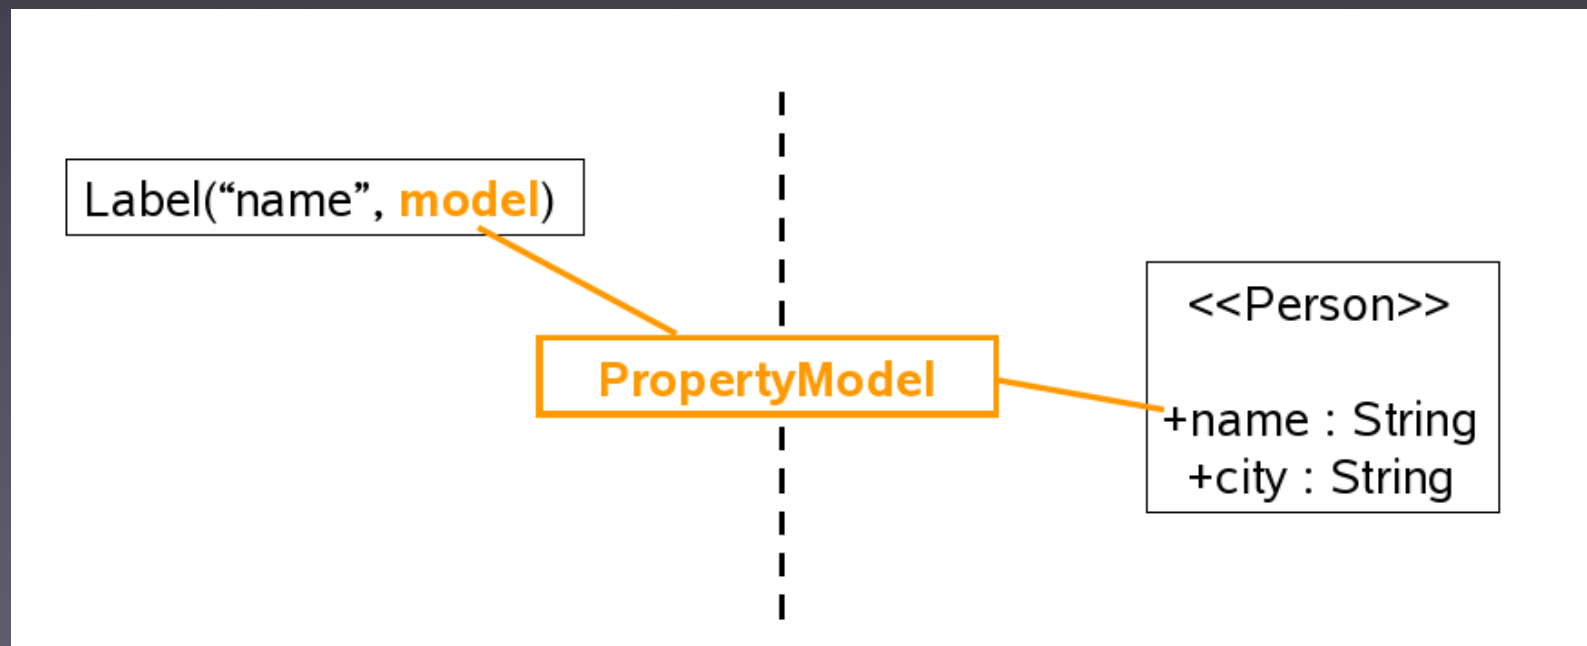 Label(“name”, model)
PropertyModel
<<Person>>
+name : String
+city : String